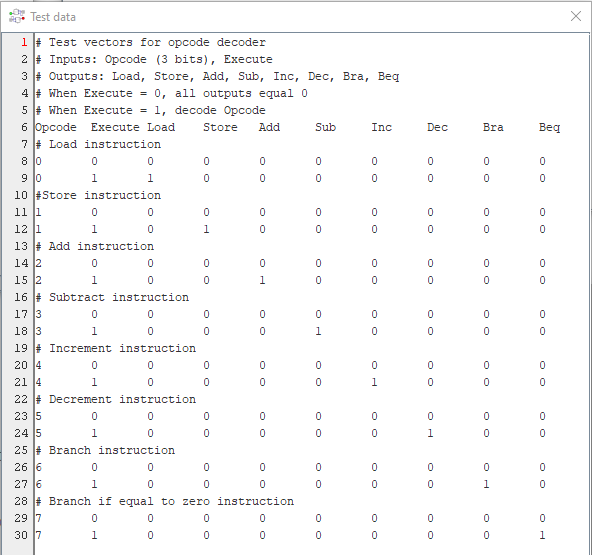 Test data
1 # Test vectors for opcode decoder
2 # Inputs: Opcode (3 bits), Execute
3 # Outputs: Load, Store, Add, Sub, Inc, Dec, Bra, Beq
4 # When Execute = 0, all outputs equal 0
5 # When Execute = 1, decode Opcode
6 Opcode Execute Load Store Add Sub Inc Dec Bra Beq
7 # Load instruction
8 0 0 0 0 0 0 0 0 0 0
9 0 1 1 0 0 0 0 0 0 0
10 #Store instruction
11 1 0 0 0 0 0 0 0 0 0
12 1 1 0 1 0 0 0 0 0 0
13 # Add instruction
14 2 0 0 0 0 0 0 0 0 0
15 2 1 0 0 1 0 0 0 0 0
16 # Subtract instruction
17 3 0 0 0 0 0 0 0 0 0
18 3 1 0 0 0 1 0 0 0 0
19 # Increment instruction
20 4 0 0 0 0 0 0 0 0 0
21 4 1 0 0 0 0 1 0 0 0
22 # Decrement instruction
23 5 0 0 0 0 0 0 0 0 0
24 5 1 0 0 0 0 0 1 0 0
25 # Branch instruction
26 6 0 0 0 0 0 0 0 0 0
27 6 1 0 0 0 0 0 0 1 0
28 # Branch if equal to zero instruction
29 7 0 0 0 0 0 0 0 0 0
30 7 1 0 0 0 0 0 0 0 1